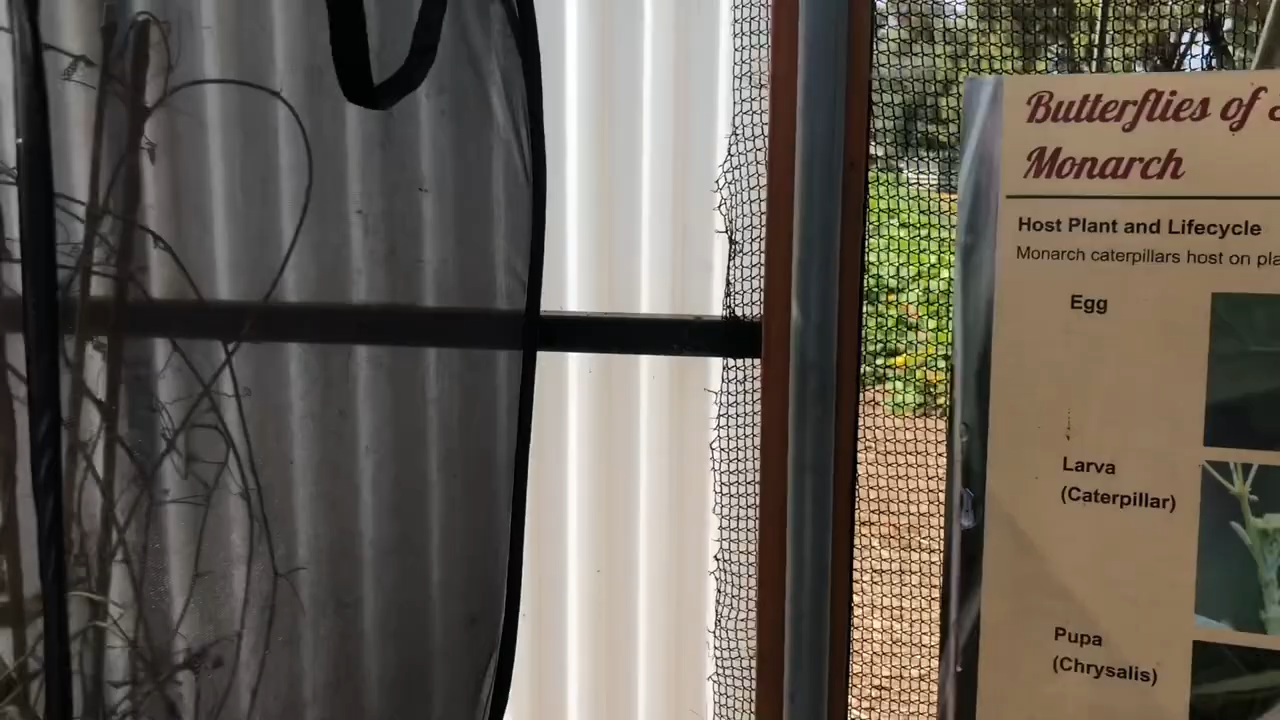 Butterflies of
Monarch
Host Plant and Lifecycle
Monarch caterpillars host on
Egg
Larva
(Caterpillar)
Pupa
(Chrysalis)